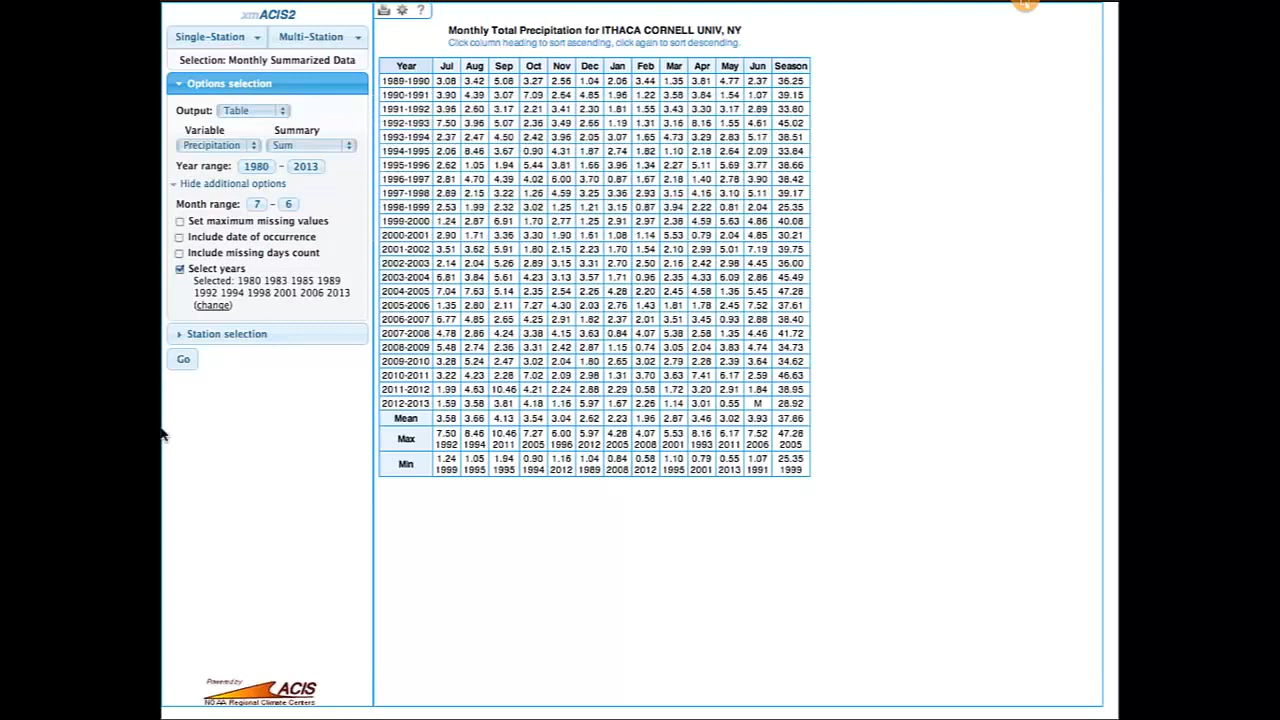 xmACIS2
Single-Station Multi-Station
Selection: Monthly Summarized Data
Options selection
Output: Table
Variable Summary
Precipitation Sum
Year range: 1980 - 2013
Hide additional options
Month range: 7 - 6
Set maximum missing values
Include date of occurrence
Include missing days count
Select years
Selected: 1980 1983 1985 1989
1992 1994 1998 2001 2006 2013
(change)
Station selection
Go
Powered by
ACIS
NOAA Regional Climate Centers
?
Monthly Total Precipitation for ITHACA CORNELL UNIV, NY
Click column heading to sort ascending, click again to sort descending.
Year Jul Aug Sep Oct Nov Dec Jan Feb Mar Apr May Jun Season
1989-1990 3.08 3.42 5.08 3.27 2.56 1.04 2.06 3.44 1.35 3.81 4.77 2.37 36.25
1990-1991 3.90 4.39 3.07 7.09 2.64 4.85 1.96 1.22 3.58 3.84 1.54 1.07 39.15
1991-1992 3.96 2.60 3.17 2.21 3.41 2.30 1.81 1.55 3.43 3.30 3.17 2.89 33.80
1992-1993 7.50 3.96 5.07 2.36 3.49 2.66 1.19 1.31 3.16 8.16 1.55 4.61 45.02
1993-1994 2.37 2.47 4.50 2.42 3.96 2.05 3.07 1.65 4.73 3.29 2.83 5.17 38.51
1994-1995 2.06 8.46 3.67 0.90 4.31 1.87 2.74 1.82 1.10 2.18 2.64 2.09 33.84
1995-1996 2.62 1.05 1.94 5.44 3.81 1.66 3.96 1.34 2.27 5.11 5.69 3.77 38.66
1996-1997 2.81 4.70 4.39 4.02 6.00 3.70 0.87 1.67 2.18 1.40 2.78 3.90 38.42
1997-1998 2.89 2.15 3.22 1.26 4.59 3.25 3.36 2.93 3.15 4.16 3.10 5.11 39.17
1998-1999 2.53 1.99 2.32 3.02 1.25 1.21 3.15 0.87 3.94 2.22 0.81 2.04 25.35
1999-2000 1.24 2.87 6.91 1.70 2.77 1.25 2.91 2.97 2.38 4.59 5.63 4.86 40.08
2000-2001 2.90 1.71 3.36 3.30 1.90 1.61 1.08 1.14 5.53 0.79 2.04 4.85 30.21
2001-2002 3.51 3.62 5.91 1.80 2.15 2.23 1.70 1.54 2.10 2.99 5.01 7.19 39.75
2002-2003 2.14 2.04 5.26 2.89 3.15 3.31 2.70 2.50 2.16 2.42 2.98 4.45 36.00
2003-2004 6.81 3.84 5.61 4.23 3.13 3.57 1.71 0.96 2.35 4.33 6.09 2.86 45.49
2004-2005 7.04 7.63 5.14 2.35 2.54 2.26 4.28 2.20 2.45 4.58 1.36 5.45 47.28
2005-2006 1.35 2.80 2.11 7.27 4.30 2.03 2.76 1.43 1.81 1.78 2.45 7.52 37.61
2006-2007 6.77 4.85 2.65 4.25 2.91 1.82 2.37 2.01 3.51 3.45 0.93 2.88 38.40
2007-2008 4.78 2.86 4.24 3.38 4.15 3.63 0.84 4.07 5.38 2.58 1.35 4.46 41.72
2008-2009 5.48 2.74 2.36 3.31 2.42 2.87 1.15 0.74 3.05 2.04 3.83 4.74 34.73
2009-2010 3.28 5.24 2.47 3.02 2.04 1.80 2.65 3.02 2.79 2.28 2.39 3.64 34.62
2010-2011 3.22 4.23 2.28 7.02 2.09 2.98 1.31 3.70 3.63 7.41 6.17 2.59 46.63
2011-2012 1.99 4.63 10.46 4.21 2.24 2.88 2.29 0.58 1.72 3.20 2.91 1.84 38.95
2012-2013 1.59 3.58 3.81 4.18 1.16 5.97 1.67 2.26 1.14 3.01 0.55 M 28.92
Mean 3.58 3.66 4.13 3.54 3.04 2.62 2.23 1.96 2.87 3.46 3.02 3.93 37.86
Max 7.50 8.46 10.46 7.27 6.00 5.97 4.28 4.07 5.53 8.16 6.17 7.52 47.28
1992 1994 2011 2005 1996 2012 2005 2008 2001 1993 2011 2006 2005
Min 1.24 1.05 1.94 0.90 1.16 1.04 0.84 0.58 1.10 0.79 0.55 1.07 25.35
1999 1995 1995 1994 2012 1989 2008 2012 1995 2001 2013 1991 1999